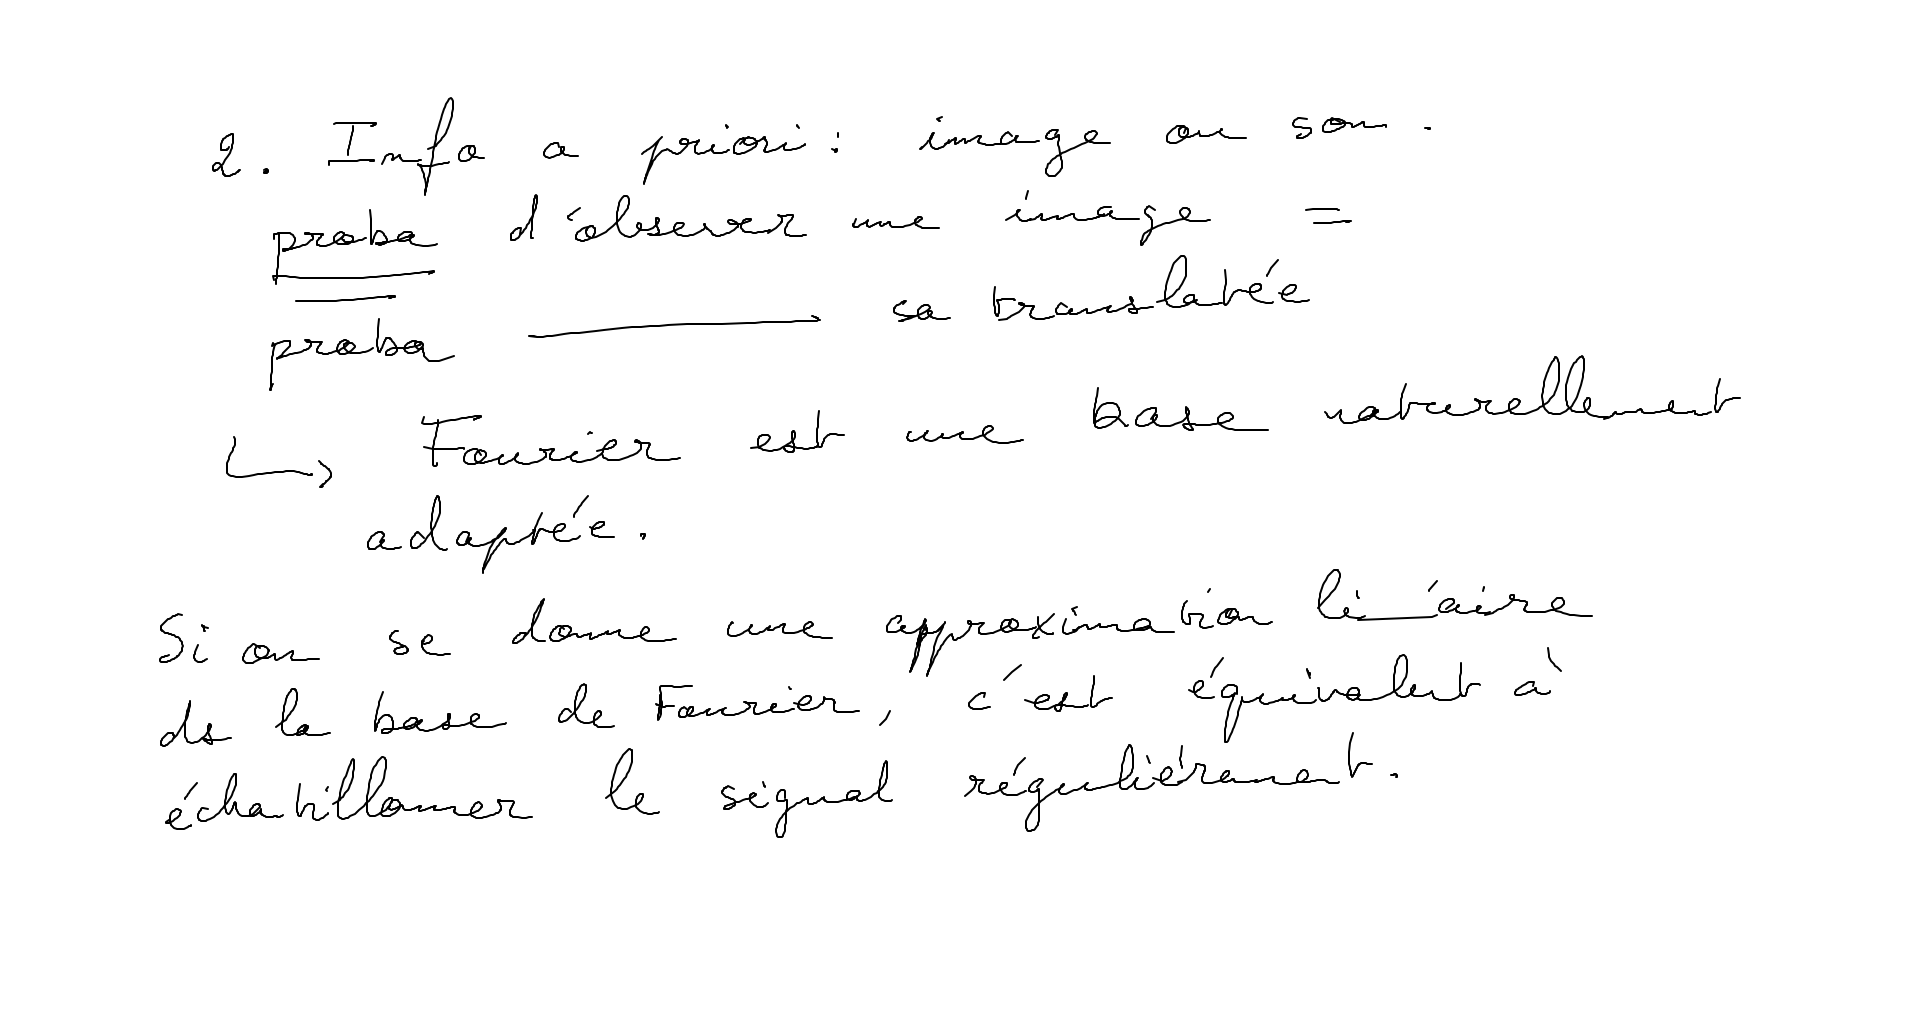 2. Info a priori : image ou son.
proba d'observer une image =
proba ———— sa translatée
↳ Fourier est une base naturellement
adaptée.
Si on se donne une approximation linéaire
ds la base de Fourier, c'est équivalent à
échantillonner le signal régulièrement.